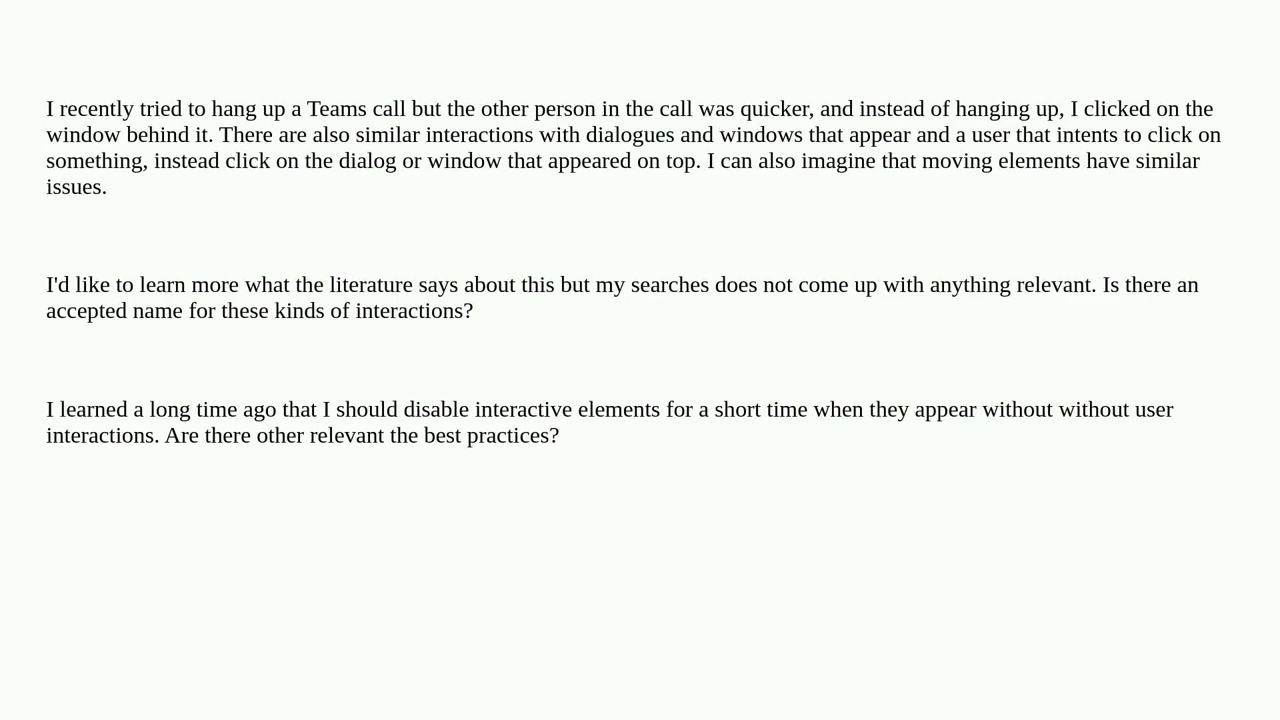 I recently tried to hang up a Teams call but the other person in the call was quicker, and instead of hanging up, I clicked on the
window behind it. There are also similar interactions with dialogues and windows that appear and a user that intents to click on
something, instead click on the dialog or window that appeared on top. I can also imagine that moving elements have similar
issues.
I'd like to learn more what the literature says about this but my searches does not come up with anything relevant. Is there an
accepted name for these kinds of interactions?
I learned a long time ago that I should disable interactive elements for a short time when they appear without without user
interactions. Are there other relevant the best practices?